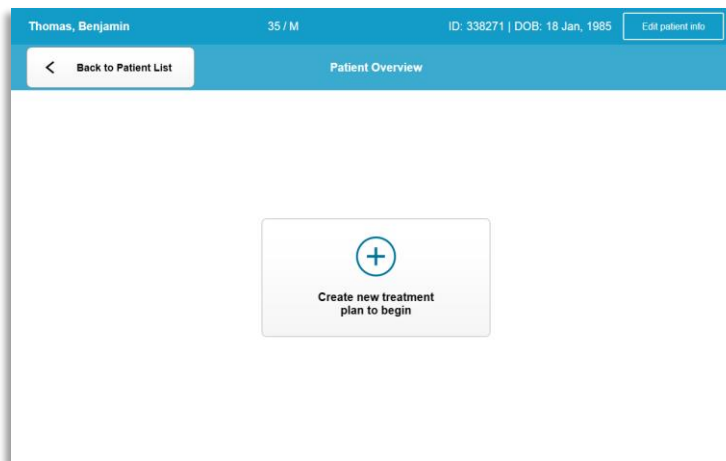 Thomas, Benjamin 35 / M ID: 338271 | DOB: 18 Jan, 1985 Edit patient info
Back to Patient List Patient Overview
Create new treatment
plan to begin